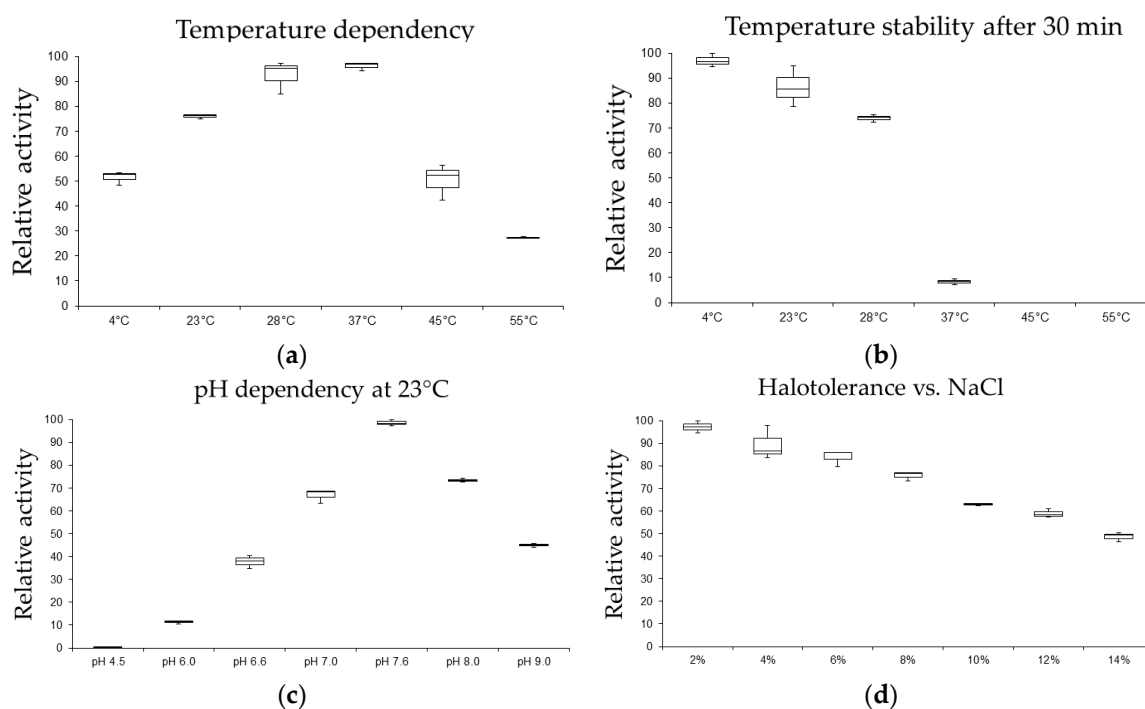 Temperature dependency
Relative activity
100
90
80
70
60
50
40
30
20
10
0
4°C 23°C 28°C 37°C 45°C 55°C
(a)
Temperature stability after 30 min
Relative activity
100
90
80
70
60
50
40
30
20
10
0
4°C 23°C 28°C 37°C 45°C 55°C
(b)
pH dependency at 23°C
Relative activity
100
90
80
70
60
50
40
30
20
10
0
pH 4.5 pH 6.0 pH 6.6 pH 7.0 pH 7.6 pH 8.0 pH 9.0
(c)
Halotolerance vs. NaCl
Relative activity
100
90
80
70
60
50
40
30
20
10
0
2% 4% 6% 8% 10% 12% 14%
(d)